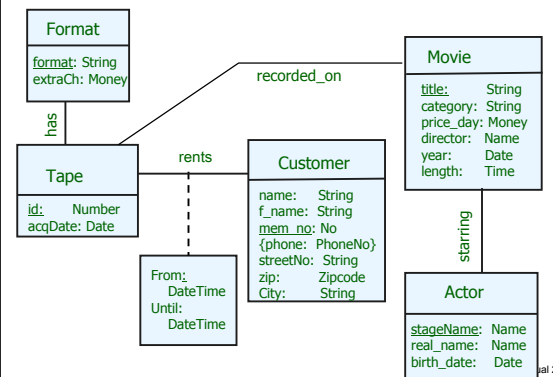 Format
format: String
extraCh: Money
has
recorded_on
Movie
title: String
category: String
price_day: Money
director: Name
year: Date
length: Time
Tape
id: Number
acqDate: Date
rents
Customer
name: String
f_name: String
mem_no: No
{phone: PhoneNo}
streetNo: String
zip: Zipcode
City: String
From:
DateTime
Until:
DateTime
starring
Actor
stageName: Name
real_name: Name
birth_date: Date